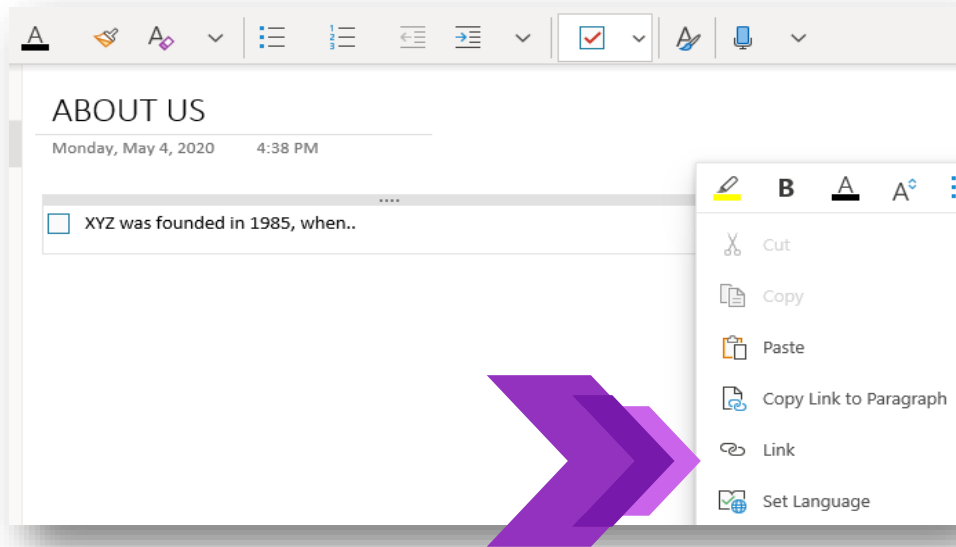 ABOUT US
Monday, May 4, 2020 4:38 PM
XYZ was founded in 1985, when..
B A A
Cut
Copy
Paste
Copy Link to Paragraph
Link
Set Language